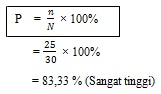 P = n/N × 100%
= 25/30 × 100%
= 83,33 % (Sangat tinggi)